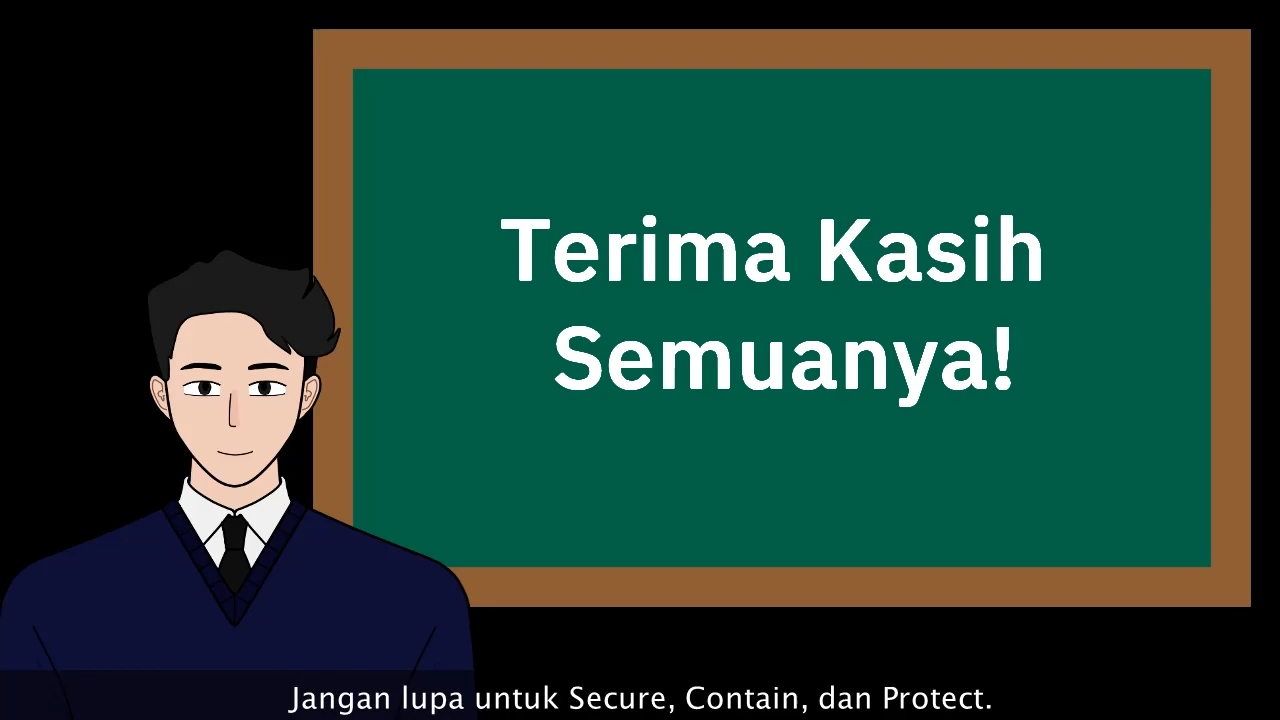 Terima Kasih
Semuanya!
Jangan lupa untuk Secure, Contain, dan Protect.